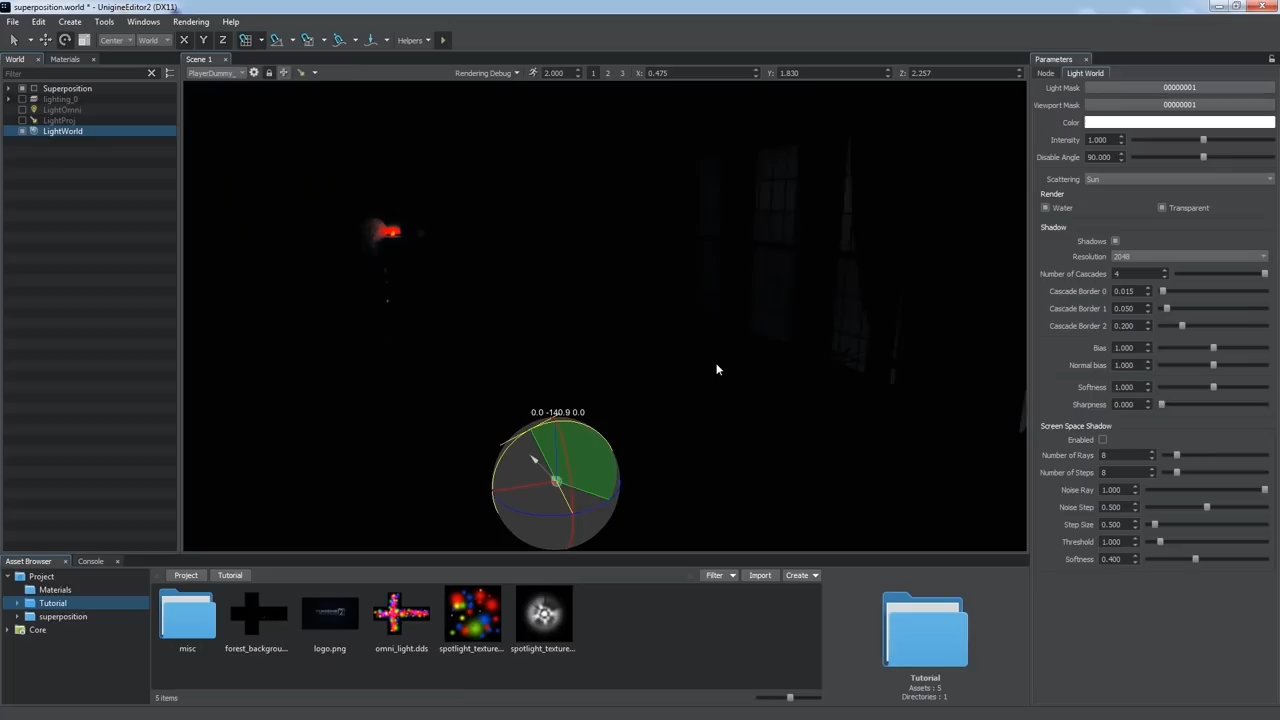 superposition.world * - UnigineEditor2 (DX11)
File Edit Create Tools Windows Rendering Help
Center World X Y Z Helpers
World Materials
Filter
Superposition
lighting_0
LightOmni
LightProj
LightWorld
Scene 1
PlayerDummy_ Rendering Debug 2.000 1 2 3 X: 0.475 Y: 1.830 Z: 2.257
0.0 -140.9 0.0
Parameters
Node Light World
Light Mask 00000001
Viewport Mask 00000001
Color
Intensity 1.000
Disable Angle 90.000
Scattering Sun
Render
Water Transparent
Shadow
Shadows
Resolution 2048
Number of Cascades 4
Cascade Border 0 0.015
Cascade Border 1 0.050
Cascade Border 2 0.200
Bias 1.000
Normal bias 1.000
Softness 1.000
Sharpness 0.000
Screen Space Shadow
Enabled
Number of Rays 8
Number of Steps 8
Noise Ray 1.000
Noise Step 0.500
Step Size 0.500
Threshold 1.000
Softness 0.400
Asset Browser Console
Project
Materials
Tutorial
superposition
Core
Project Tutorial Filter Import Create
misc forest_backgrou... logo.png omni_light.dds spotlight_texture... spotlight_texture...
5 items
Tutorial
Assets : 5
Directories : 1